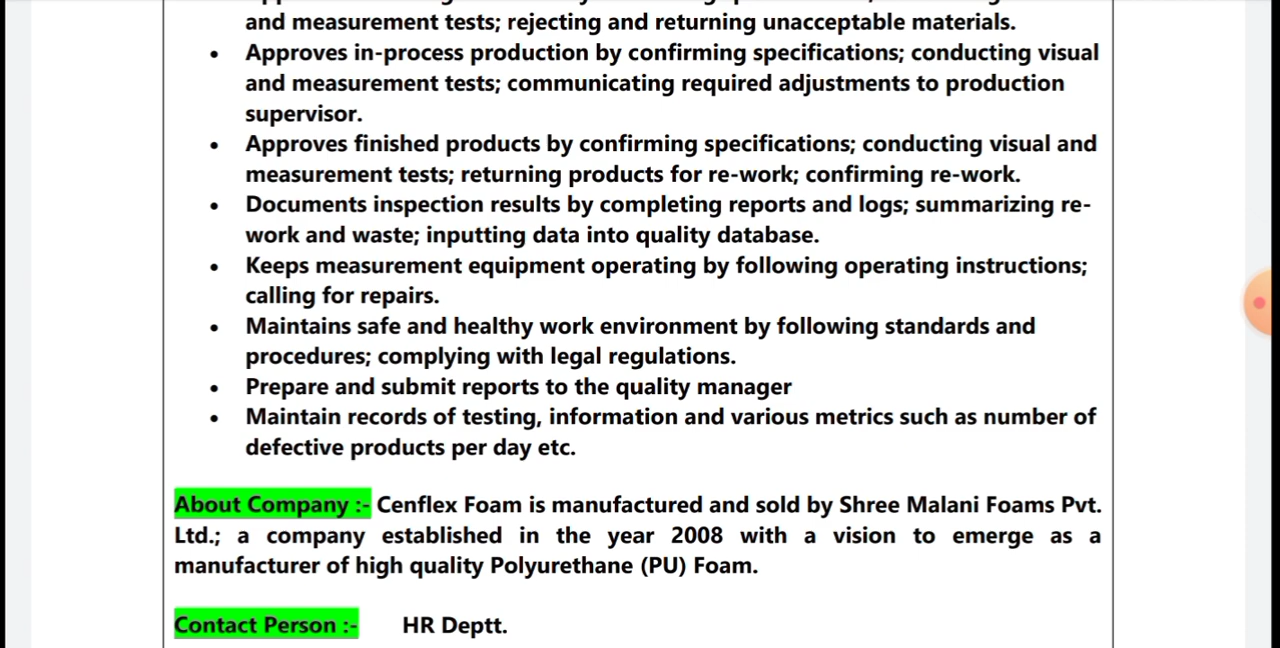 and measurement tests; rejecting and returning unacceptable materials.
• Approves in-process production by confirming specifications; conducting visual
and measurement tests; communicating required adjustments to production
supervisor.
• Approves finished products by confirming specifications; conducting visual and
measurement tests; returning products for re-work; confirming re-work.
• Documents inspection results by completing reports and logs; summarizing re-
work and waste; inputting data into quality database.
• Keeps measurement equipment operating by following operating instructions;
calling for repairs.
• Maintains safe and healthy work environment by following standards and
procedures; complying with legal regulations.
• Prepare and submit reports to the quality manager
• Maintain records of testing, information and various metrics such as number of
defective products per day etc.
About Company :- Cenflex Foam is manufactured and sold by Shree Malani Foams Pvt.
Ltd.; a company established in the year 2008 with a vision to emerge as a
manufacturer of high quality Polyurethane (PU) Foam.
Contact Person :- HR Deptt.